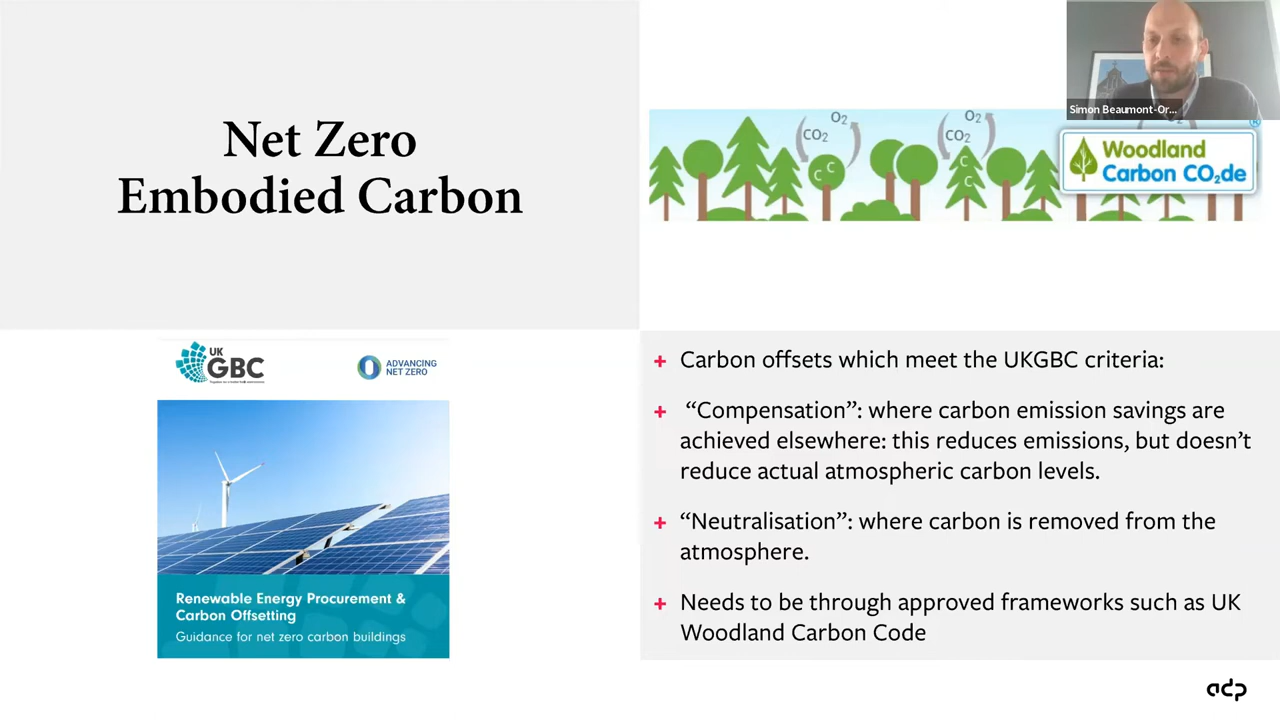 Net Zero
Embodied Carbon
Simon Beaumont-Or...
O2
CO2
C C
O2
CO2
C
C
C
O2
®
Woodland
Carbon CO2de
UK
GBC
ADVANCING
NET ZERO
Renewable Energy Procurement &
Carbon Offsetting
Guidance for net zero carbon buildings
+ Carbon offsets which meet the UKGBC criteria:
+ “Compensation”: where carbon emission savings are
achieved elsewhere: this reduces emissions, but doesn’t
reduce actual atmospheric carbon levels.
+ “Neutralisation”: where carbon is removed from the
atmosphere.
+ Needs to be through approved frameworks such as UK
Woodland Carbon Code
adp